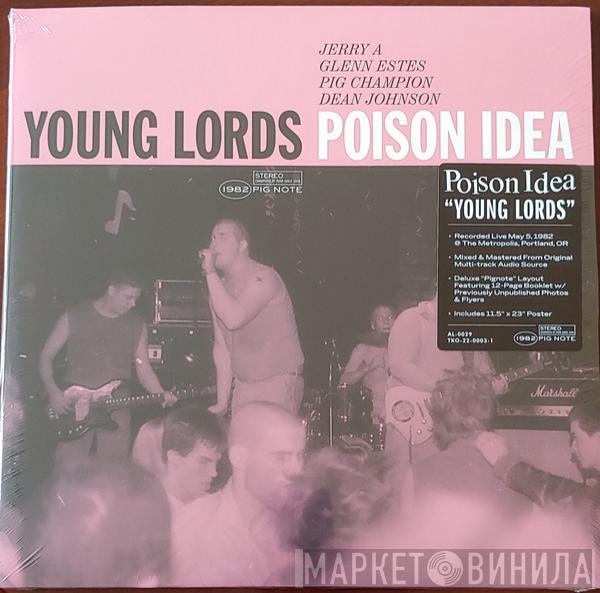 JERRY A
GLENN ESTES
PIG CHAMPION
DEAN JOHNSON
YOUNG LORDS POISON IDEA
1982
STEREO
PIG NOTE
Poison Idea
"YOUNG LORDS"
• Recorded Live May 5, 1982
@ The Metropolis, Portland, OR
• Mixed & Mastered From Original
Multi-track Audio Source
• Deluxe "Pignote" Layout
Featuring 12-Page Booklet w/
Previously Unpublished Photos
& Flyers
• Includes 11.5" x 23" Poster
AL-0029
TKO-22-0003-1
1982
STEREO
PIG NOTE
Marshall
МАРКЕТ ВИНИЛА